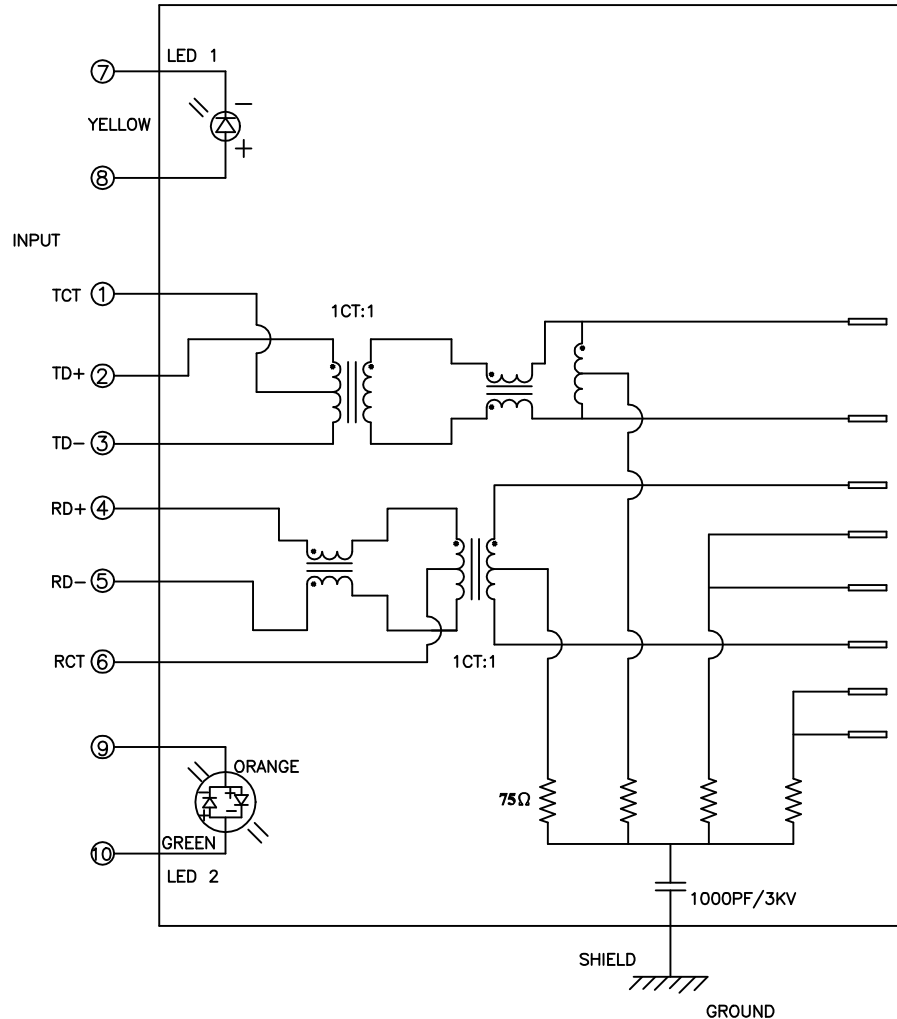 LED 1
7
YELLOW
−
+
8
INPUT
TCT 1
1CT:1
TD+ 2
TD− 3
RD+ 4
RD− 5
RCT 6
1CT:1
9
ORANGE
− +
+ −
75Ω
10
GREEN
LED 2
1000PF/3KV
SHIELD
GROUND